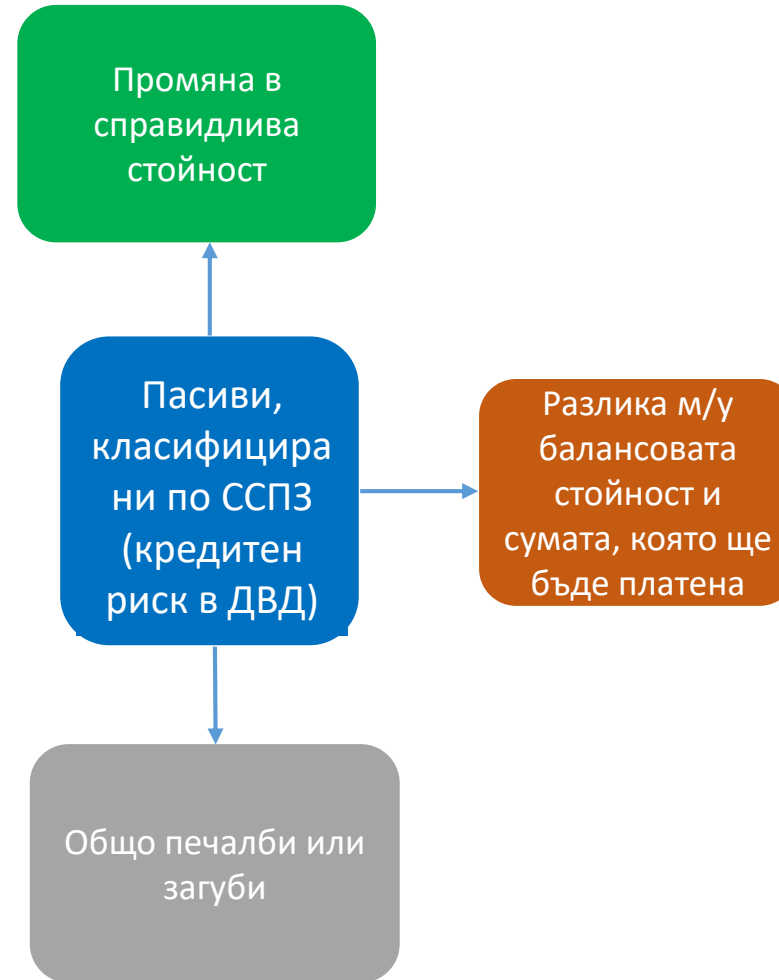 Промяна в
справидлива
стойност
Пасиви,
класифицира
ни по ССПЗ
(кредитен
риск в ДВД)
Разлика м/у
балансовата
стойност и
сумата, която ще
бъде платена
Общо печалби или
загуби